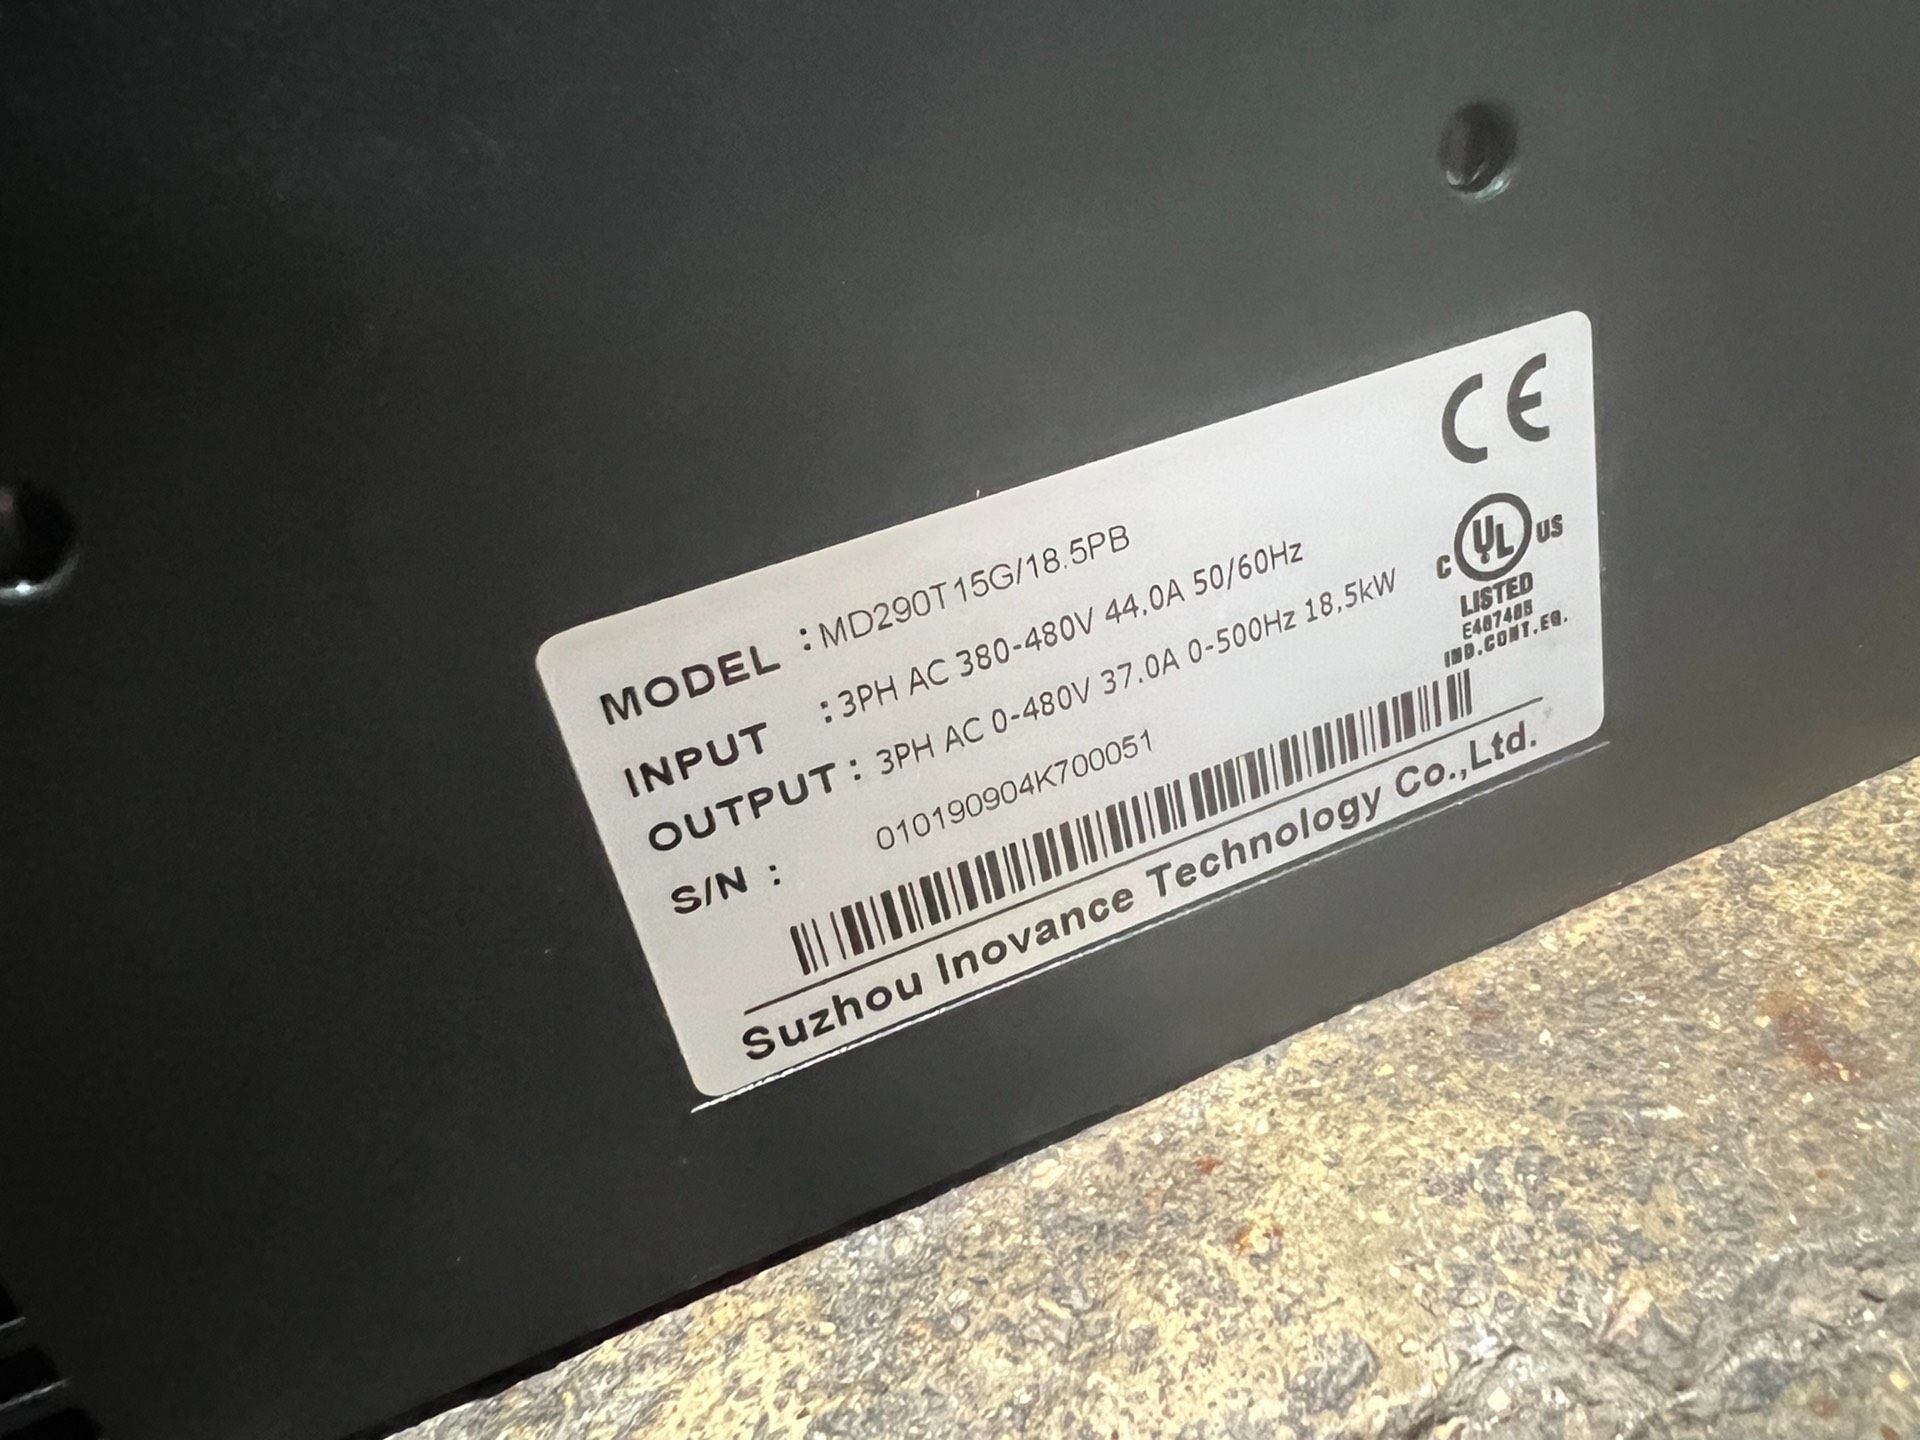 CE
MODEL : MD290T15G/18.5PB
INPUT : 3PH AC 380-480V 44.0A 50/60Hz
OUTPUT : 3PH AC 0-480V 37.0A 0-500Hz 18.5kW
S/N : 010190904K700051
C UL US
LISTED
IND.CONT.EQ.
Suzhou Inovance Technology Co.,Ltd.